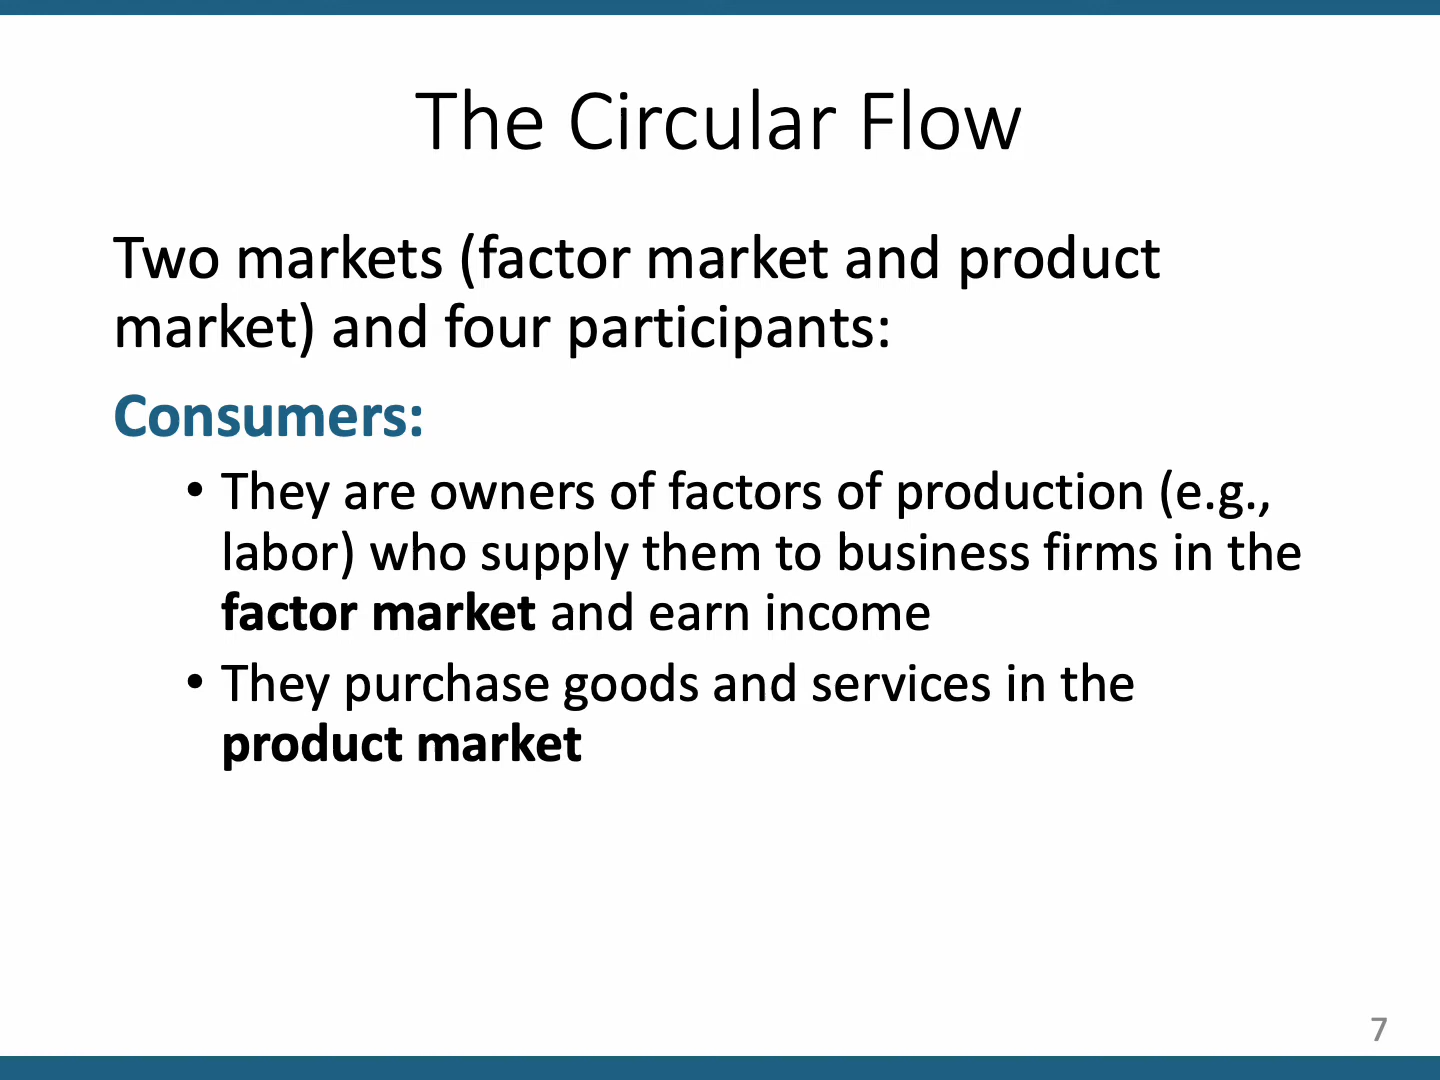 The Circular Flow
Two markets (factor market and product
market) and four participants:
Consumers:
• They are owners of factors of production (e.g.,
labor) who supply them to business firms in the
factor market and earn income
• They purchase goods and services in the
product market
7